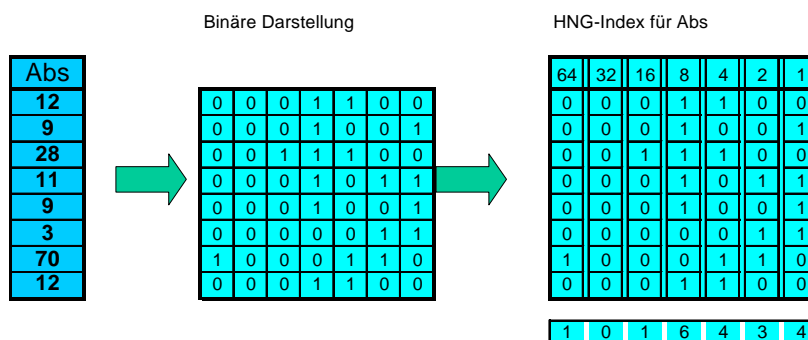 Binäre Darstellung HNG-Index für Abs
Abs 64 32 16 8 4 2 1
12 0 0 0 1 1 0 0 0 0 0 1 1 0 0
9 0 0 0 1 0 0 1 0 0 0 1 0 0 1
28 0 0 1 1 1 0 0 0 0 1 1 1 0 0
11 0 0 0 1 0 1 1 0 0 0 1 0 1 1
9 0 0 0 1 0 0 1 0 0 0 1 0 0 1
3 0 0 0 0 0 1 1 0 0 0 0 0 1 1
70 1 0 0 0 1 1 0 1 0 0 0 1 1 0
12 0 0 0 1 1 0 0 0 0 0 1 1 0 0
1 0 1 6 4 3 4